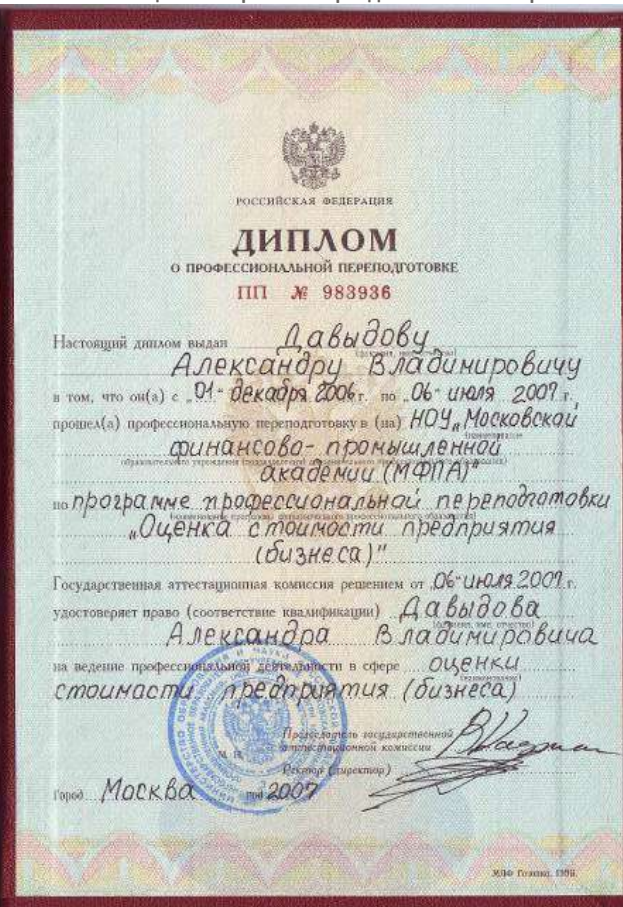 РОССИЙСКАЯ ФЕДЕРАЦИЯ
ДИПЛОМ
О ПРОФЕССИОНАЛЬНОЙ ПЕРЕПОДГОТОВКЕ
ПП № 983936
Настоящий диплом выдан Давыдову
Александру Владимировичу
в том, что он(а) с „01" декабря 2006 г. по „06" июля 2007 г.
прошел(а) профессиональную переподготовку в (на) НОУ „Московской
финансово-промышленной
академии (МФПА)"
по программе профессиональной переподготовки
„Оценка стоимости предприятия
(бизнеса)"
Государственная аттестационная комиссия решением от „06" июля 2007 г.
удостоверяет право (соответствие квалификации) Давыдова
(фамилия, имя, отчество)
Александра Владимировича
на ведение профессиональной деятельности в сфере оценки
стоимости предприятия (бизнеса)
Председатель государственной
аттестационной комиссии
Ректор (директор)
Город Москва год 2007